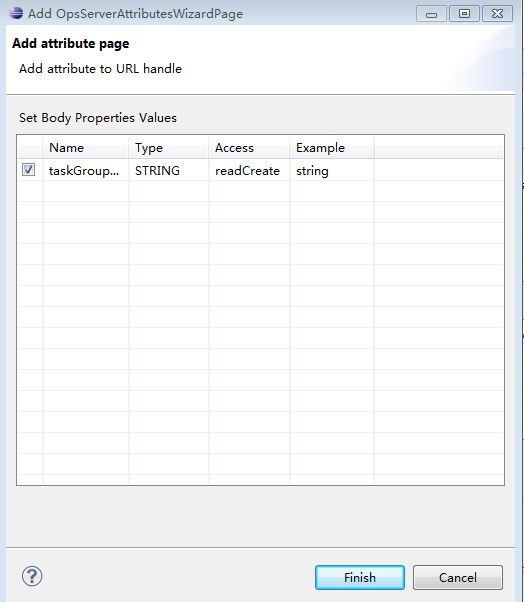 Add OpsServerAttributesWizardPage
Add attribute page
Add attribute to URL handle
Set Body Properties Values
Name Type Access Example
taskGroup... STRING readCreate string
Finish Cancel